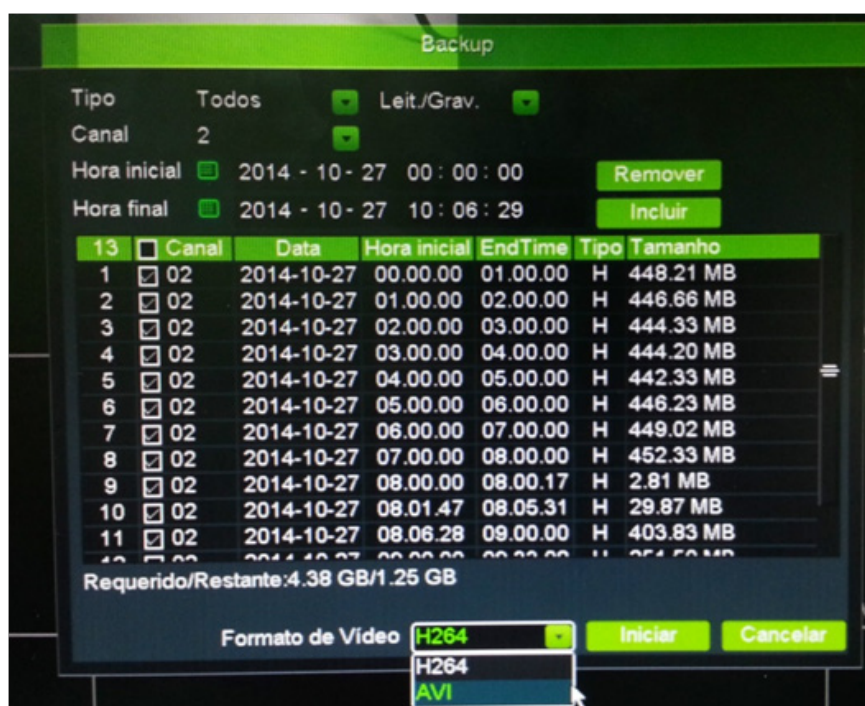 Backup
Tipo Todos Leit./Grav.
Canal 2
Hora inicial 2014 - 10 - 27 00 : 00 : 00 Remover
Hora final 2014 - 10 - 27 10 : 06 : 29 Incluir
13 Canal Data Hora inicial EndTime Tipo Tamanho
1 02 2014-10-27 00.00.00 01.00.00 H 448.21 MB
2 02 2014-10-27 01.00.00 02.00.00 H 446.66 MB
3 02 2014-10-27 02.00.00 03.00.00 H 444.33 MB
4 02 2014-10-27 03.00.00 04.00.00 H 444.20 MB
5 02 2014-10-27 04.00.00 05.00.00 H 442.33 MB
6 02 2014-10-27 05.00.00 06.00.00 H 446.23 MB
7 02 2014-10-27 06.00.00 07.00.00 H 449.02 MB
8 02 2014-10-27 07.00.00 08.00.00 H 452.33 MB
9 02 2014-10-27 08.00.00 08.00.17 H 2.81 MB
10 02 2014-10-27 08.01.47 08.05.31 H 29.87 MB
11 02 2014-10-27 08.06.28 09.00.00 H 403.83 MB
Requerido/Restante:4.38 GB/1.25 GB
Formato de Vídeo H264 Iniciar Cancelar
H264
AVI